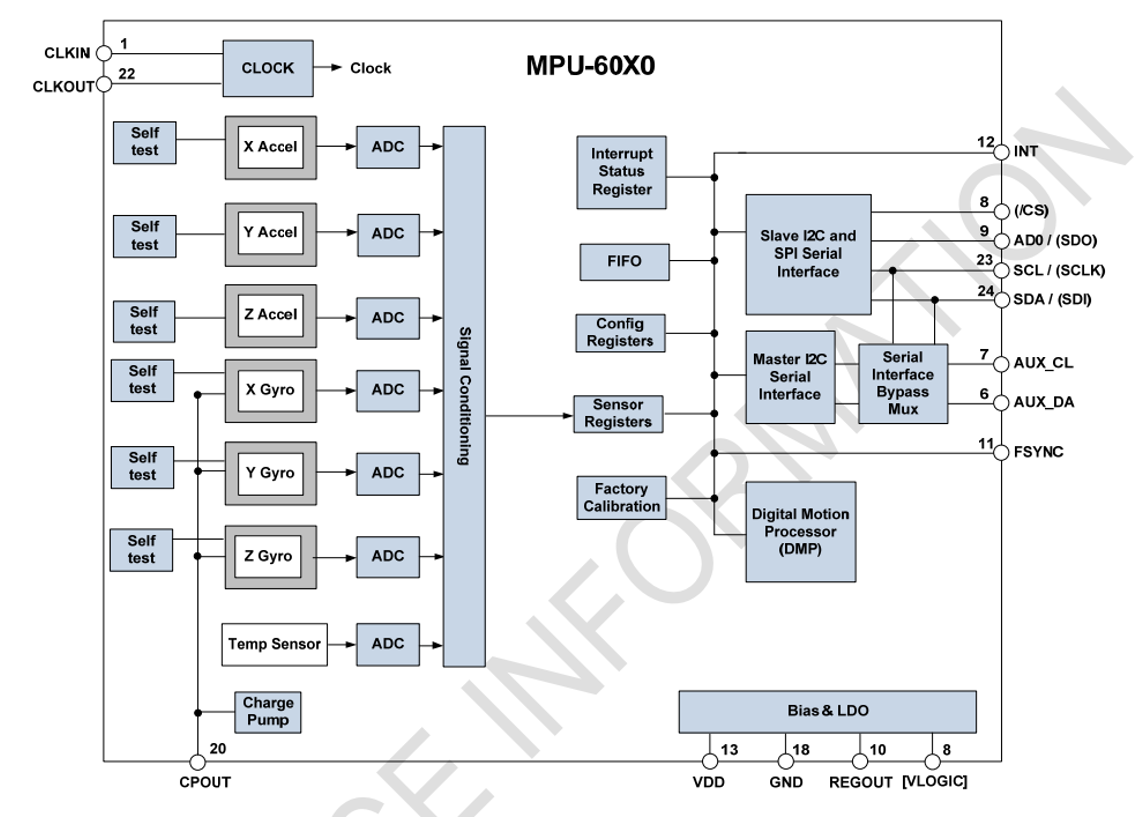 MPU-60X0
CLKIN
1
CLKOUT
22
CLOCK
Clock
Self
test
X Accel
ADC
Self
test
Y Accel
ADC
Self
test
Z Accel
ADC
Self
test
X Gyro
ADC
Self
test
Y Gyro
ADC
Self
test
Z Gyro
ADC
Temp Sensor
ADC
Charge
Pump
20
CPOUT
Signal Conditioning
Interrupt
Status
Register
FIFO
Config
Registers
Sensor
Registers
Factory
Calibration
Slave I2C and
SPI Serial
Interface
Master I2C
Serial
Interface
Serial
Interface
Bypass
Mux
Digital Motion
Processor
(DMP)
12
INT
8
(/CS)
9
AD0 / (SDO)
23
SCL / (SCLK)
24
SDA / (SDI)
7
AUX_CL
6
AUX_DA
11
FSYNC
Bias & LDO
13
VDD
18
GND
10
REGOUT
8
[VLOGIC]
CE INFORMATION